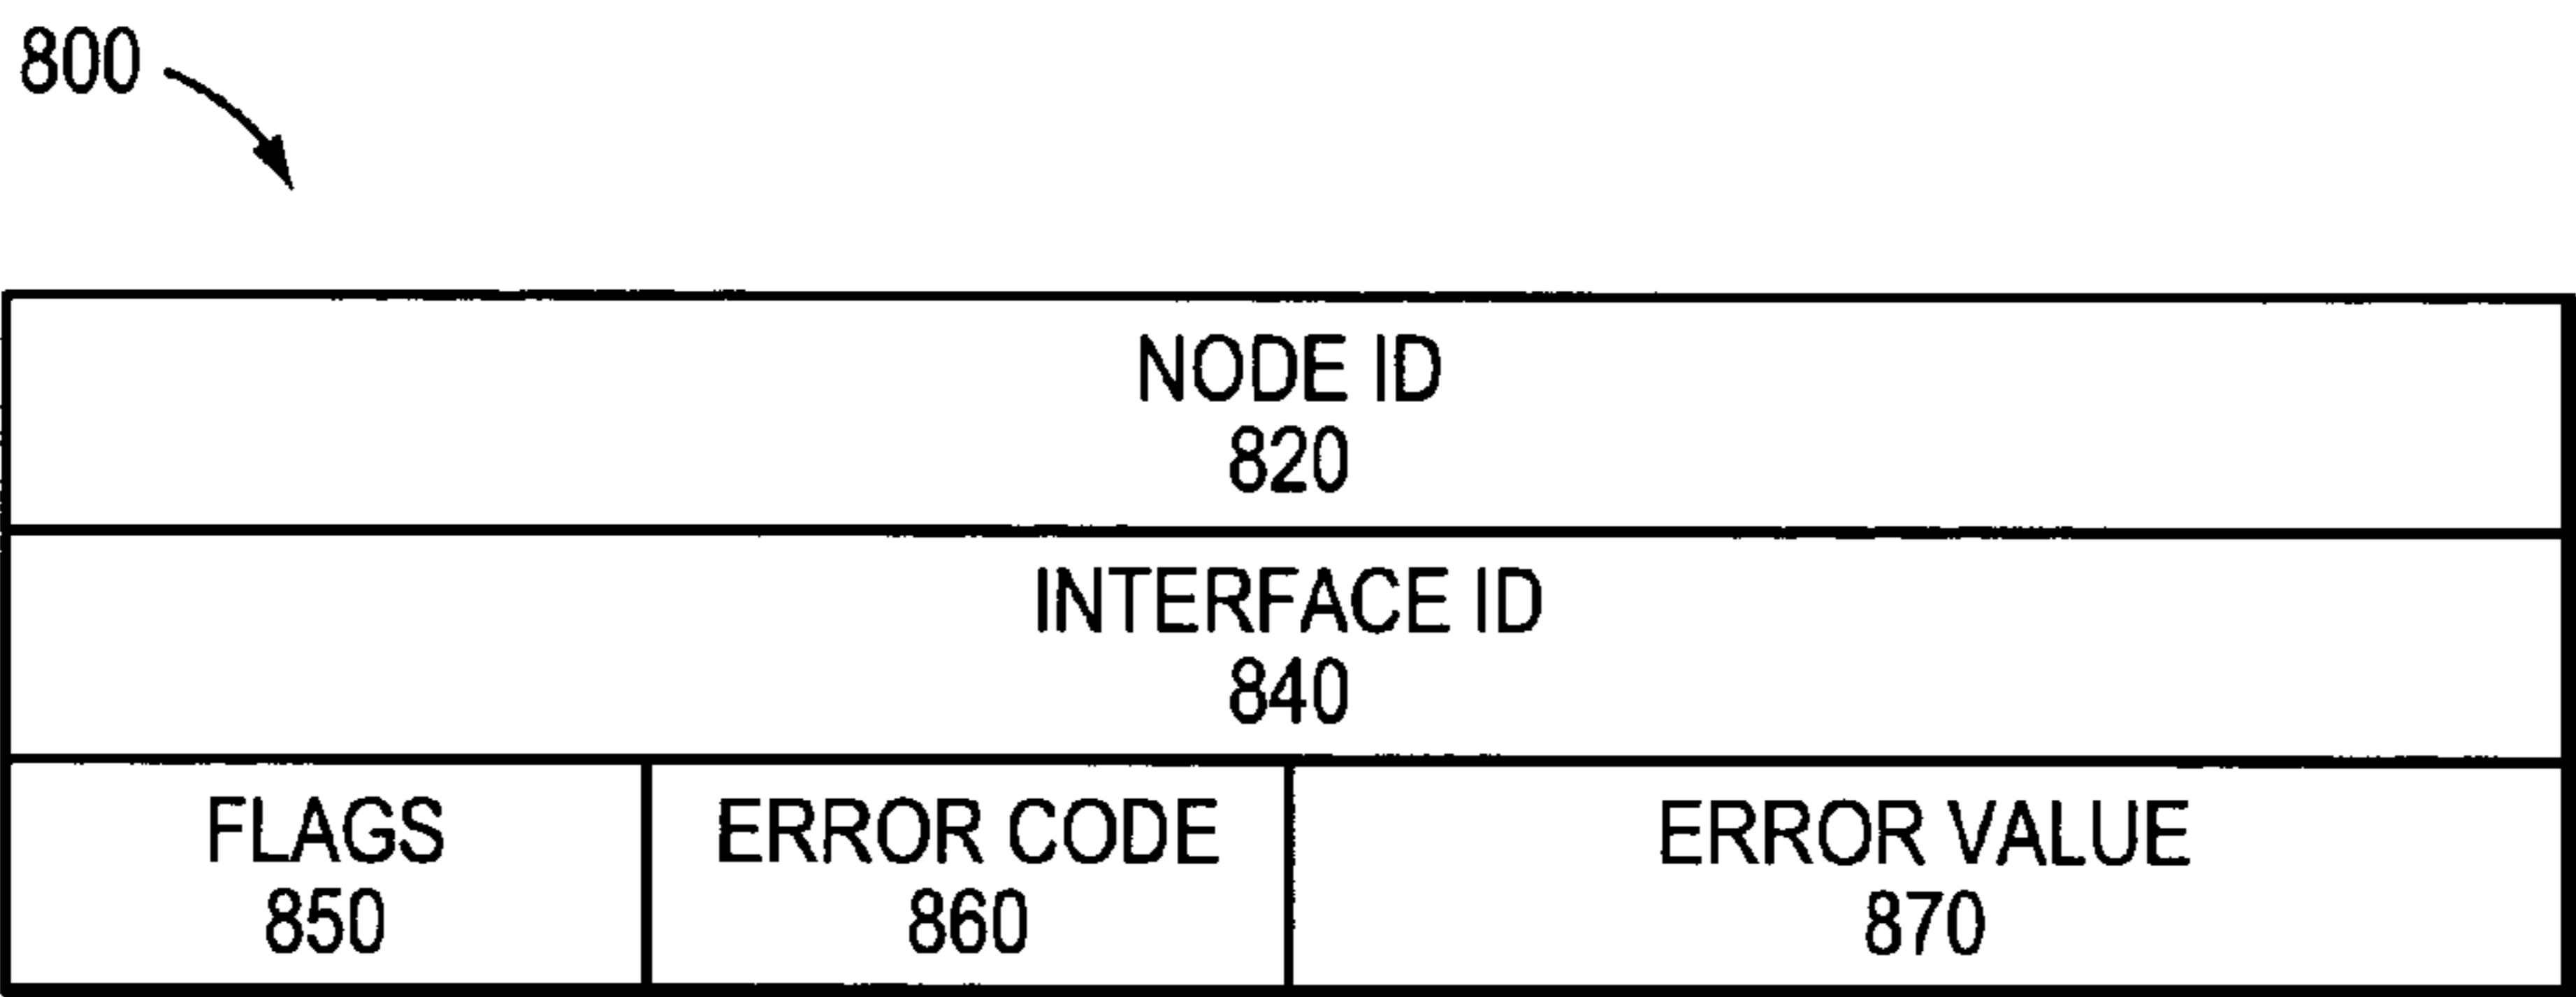 800
NODE ID
820
INTERFACE ID
840
FLAGS
850
ERROR CODE
860
ERROR VALUE
870